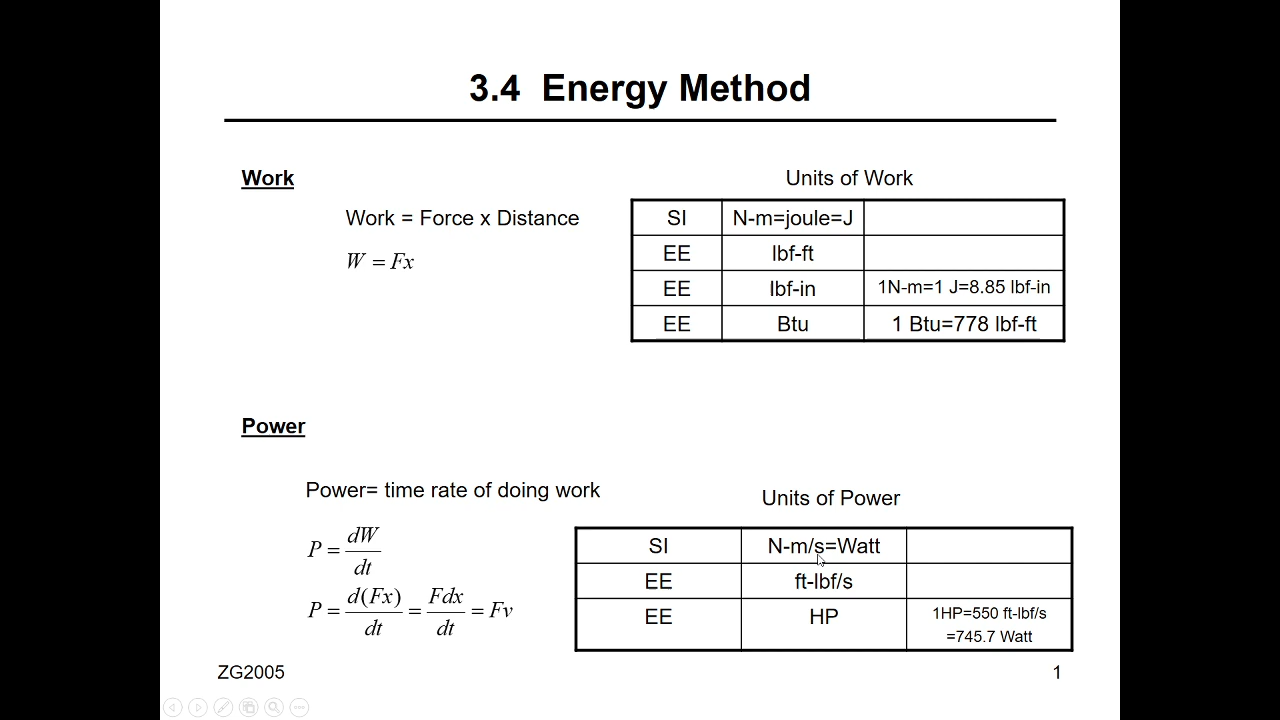 3.4 Energy Method
Work
Work = Force x Distance
W = Fx
Units of Work
SI N-m=joule=J
EE lbf-ft
EE lbf-in 1N-m=1 J=8.85 lbf-in
EE Btu 1 Btu=778 lbf-ft
Power
Power= time rate of doing work
P = dW/dt
P = d(Fx)/dt = Fdx/dt = Fv
Units of Power
SI N-m/s=Watt
EE ft-lbf/s
EE HP 1HP=550 ft-lbf/s
=745.7 Watt
ZG2005
1